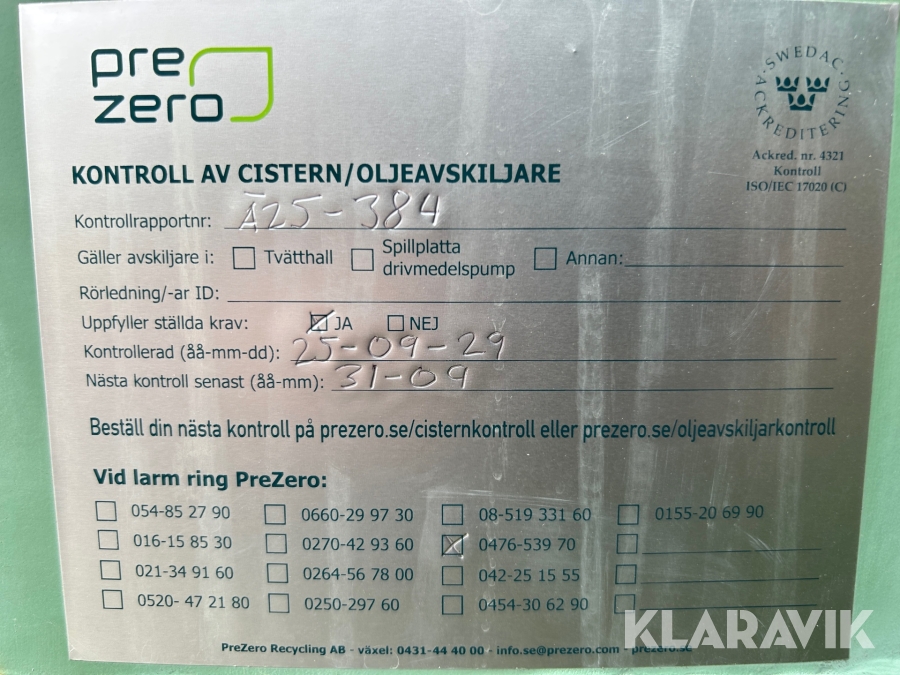 pre
zero
SWEDAC
ACKREDITERING
Ackred. nr. 4321
Kontroll
ISO/IEC 17020 (C)
KONTROLL AV CISTERN/OLJEAVSKILJARE
Kontrollrapportnr: Ä25-384
Gäller avskiljare i: Tvätthall Spillplatta drivmedelspump Annan:
Rörledning/-ar ID:
Uppfyller ställda krav: JA NEJ
Kontrollerad (åå-mm-dd): 25-09-29
Nästa kontroll senast (åå-mm): 31-09
Beställ din nästa kontroll på prezero.se/cisternkontroll eller prezero.se/oljeavskiljarkontroll
Vid larm ring PreZero:
054-85 27 90 0660-29 97 30 08-519 331 60 0155-20 69 90
016-15 85 30 0270-42 93 60 0476-539 70
021-34 91 60 0264-56 78 00 042-25 15 55
0520- 47 21 80 0250-297 60 0454-30 62 90
PreZero Recycling AB - växel: 0431-44 40 00 - info.se@prezero.com - prezero.se
KLARAVIK